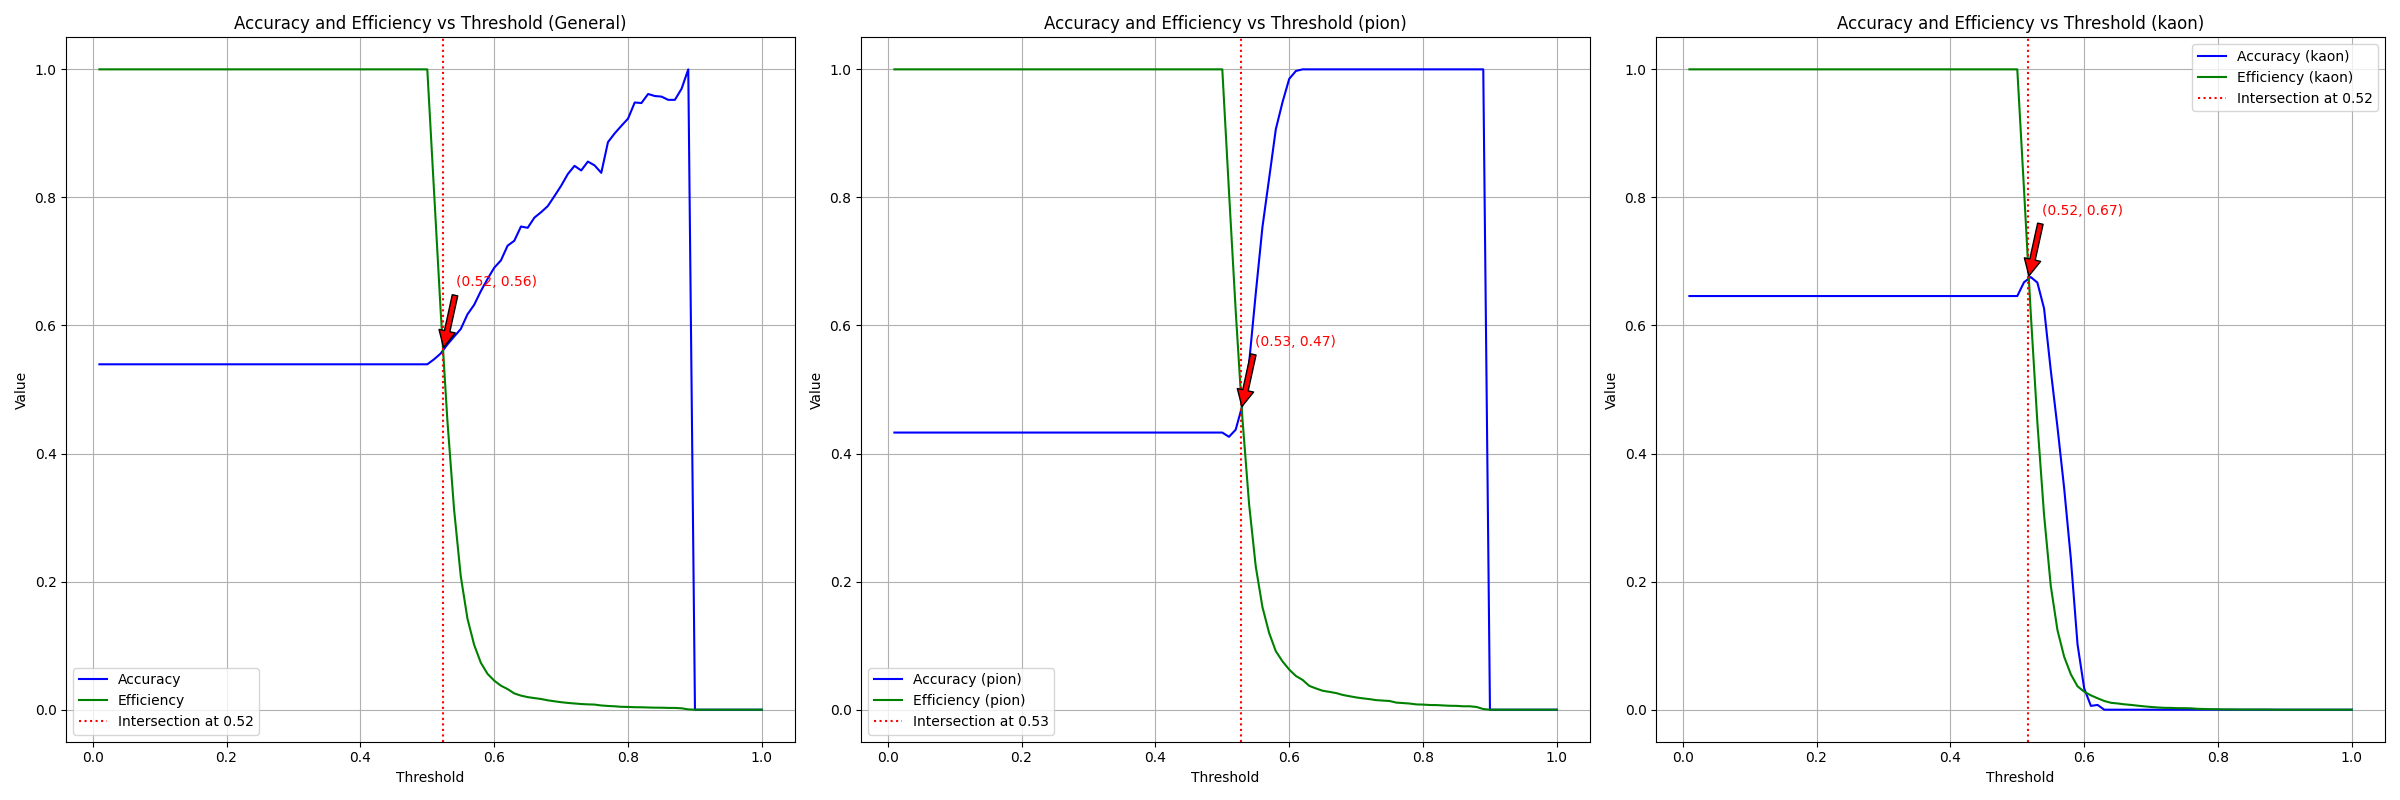 Accuracy and Efficiency vs Threshold (General)
1.0
0.8
0.6
0.4
0.2
0.0
Value
(0.52, 0.56)
Accuracy
Efficiency
Intersection at 0.52
0.0 0.2 0.4 0.6 0.8 1.0
Threshold
Accuracy and Efficiency vs Threshold (pion)
1.0
0.8
0.6
0.4
0.2
0.0
Value
(0.53, 0.47)
Accuracy (pion)
Efficiency (pion)
Intersection at 0.53
0.0 0.2 0.4 0.6 0.8 1.0
Threshold
Accuracy and Efficiency vs Threshold (kaon)
1.0
0.8
0.6
0.4
0.2
0.0
Value
Accuracy (kaon)
Efficiency (kaon)
Intersection at 0.52
(0.52, 0.67)
0.0 0.2 0.4 0.6 0.8 1.0
Threshold